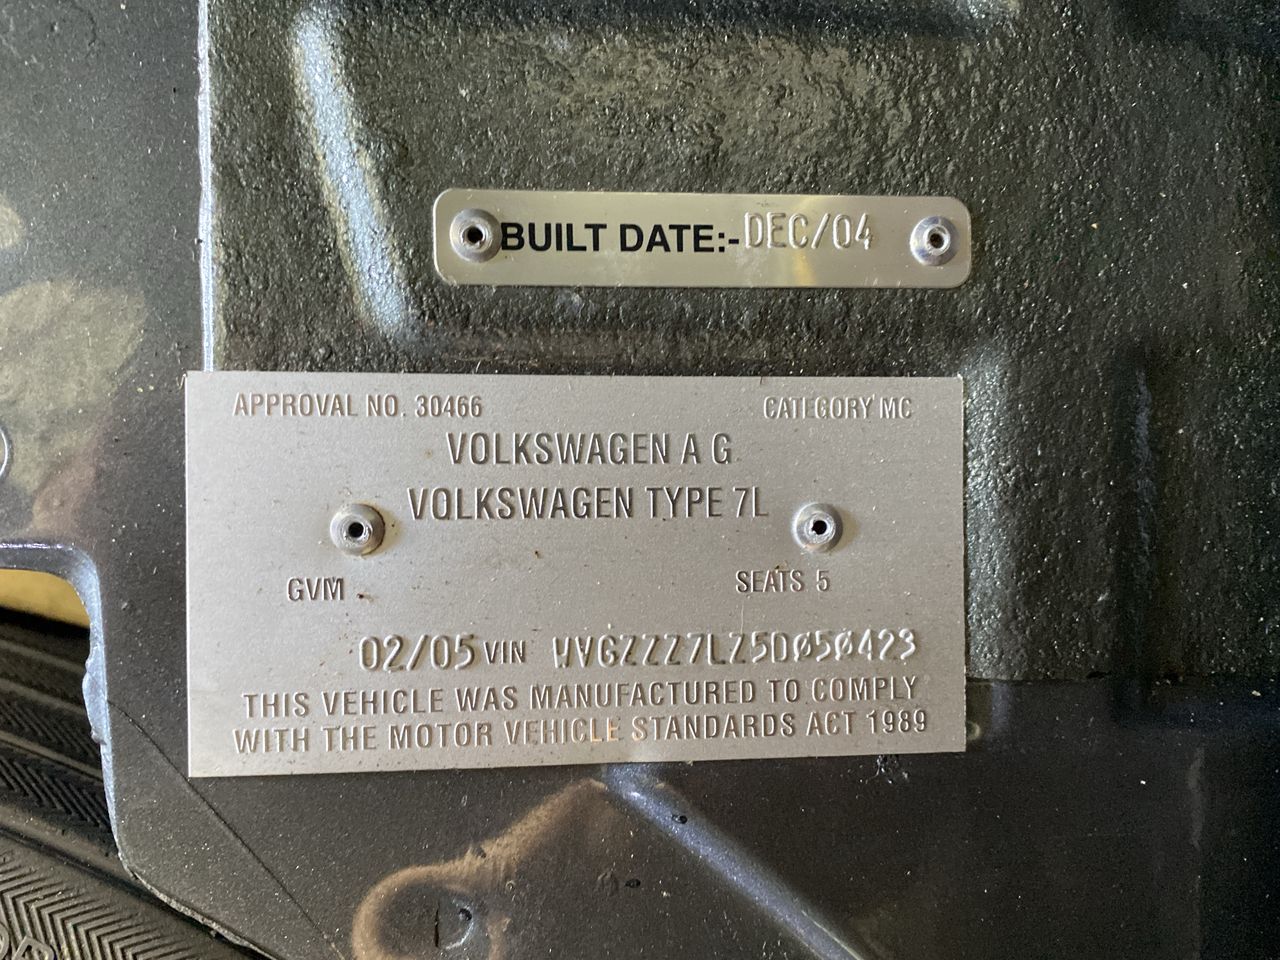 BUILT DATE:-DEC/04
APPROVAL NO. 30466
CATEGORY MC
VOLKSWAGEN A G
VOLKSWAGEN TYPE 7L
GVM
SEATS 5
02/05 VIN WVGZZZ7LZ5D050423
THIS VEHICLE WAS MANUFACTURED TO COMPLY
WITH THE MOTOR VEHICLE STANDARDS ACT 1989